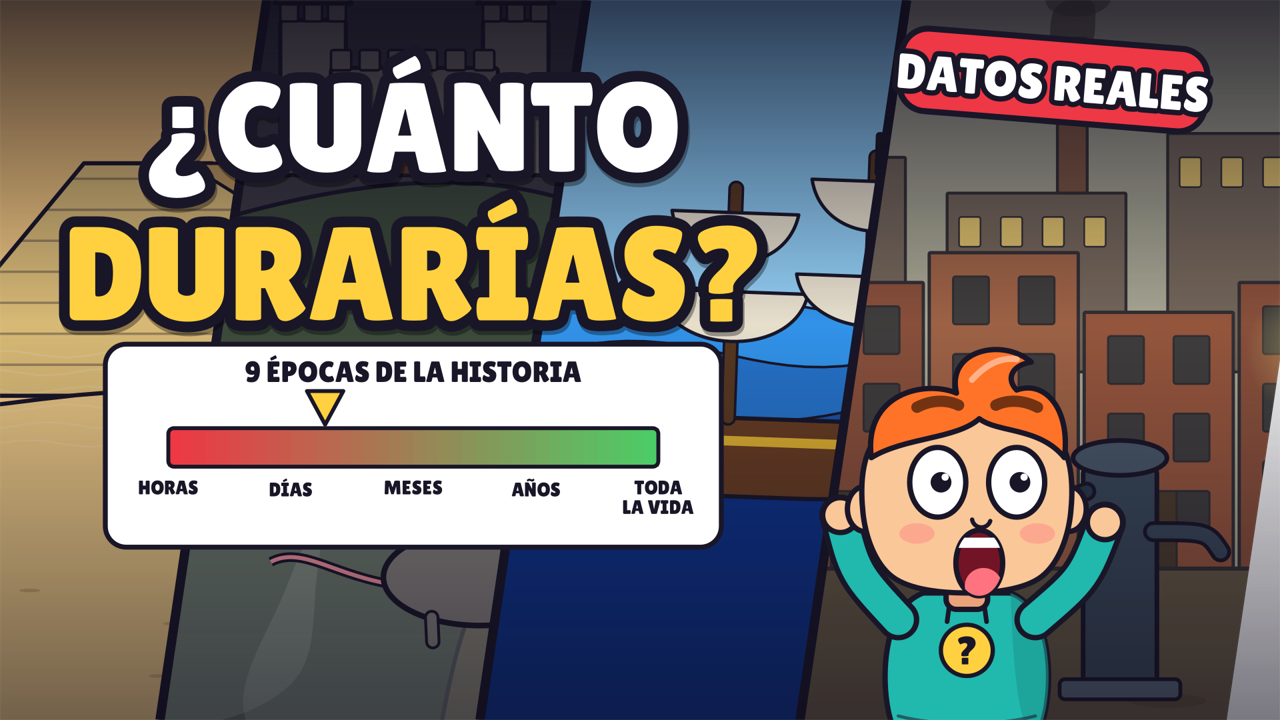 ¿CUÁNTO
DURARÍAS?
DATOS REALES
9 ÉPOCAS DE LA HISTORIA
HORAS
DÍAS
MESES
AÑOS
TODA
LA VIDA
?